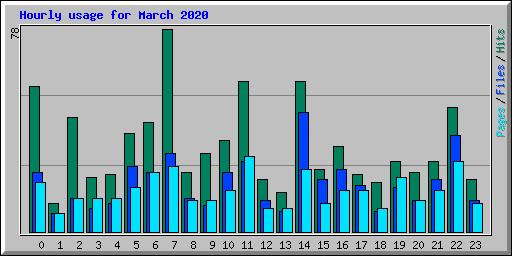 Hourly usage for March 2020
78
Pages/Files/Hits
0 1 2 3 4 5 6 7 8 9 10 11 12 13 14 15 16 17 18 19 20 21 22 23